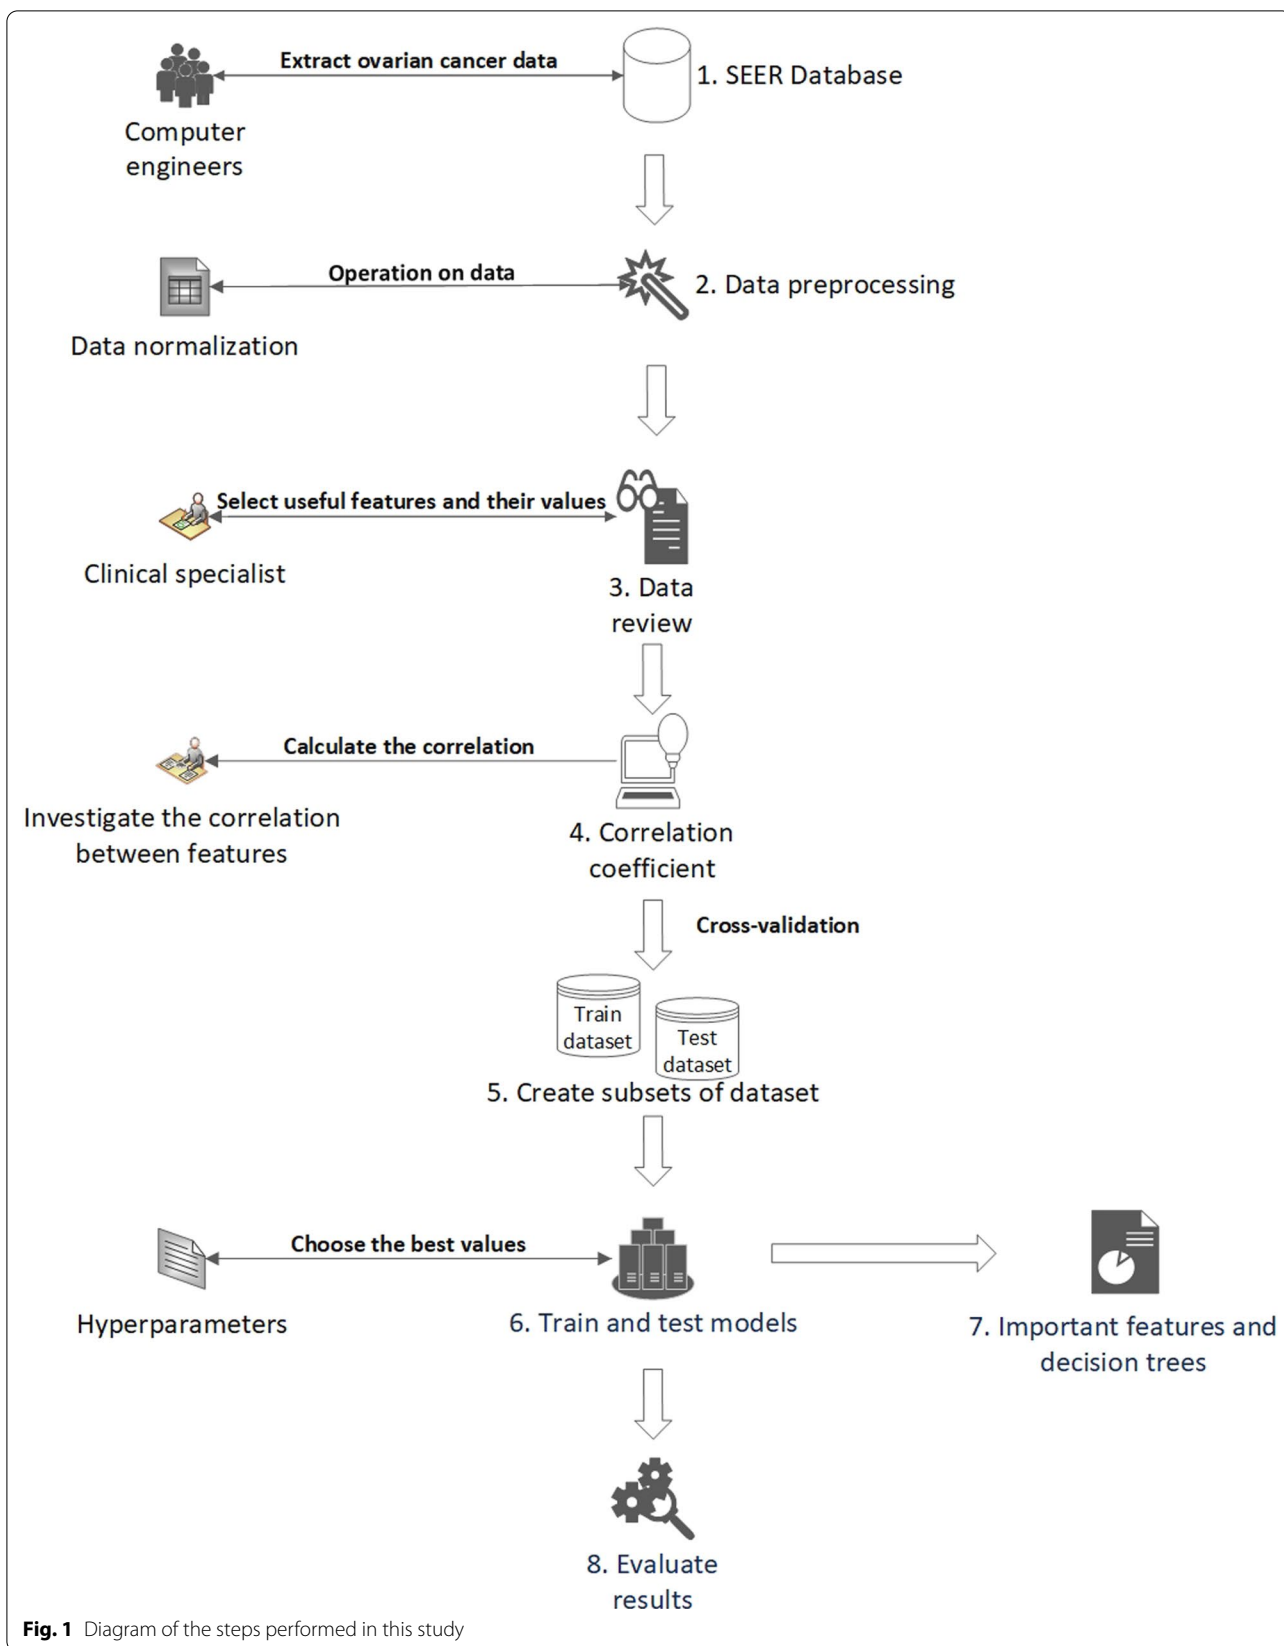 Extract ovarian cancer data
1. SEER Database
Computer
engineers
Operation on data
2. Data preprocessing
Data normalization
Select useful features and their values
Clinical specialist
3. Data
review
Calculate the correlation
Investigate the correlation
between features
4. Correlation
coefficient
Cross-validation
Train
dataset
Test
dataset
5. Create subsets of dataset
Choose the best values
Hyperparameters
6. Train and test models
7. Important features and
decision trees
8. Evaluate
results
Fig. 1 Diagram of the steps performed in this study